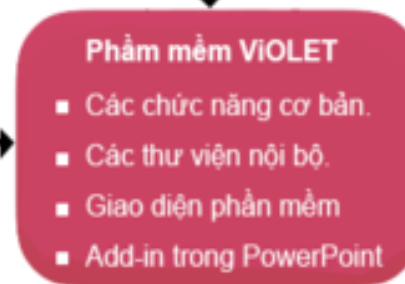 Phầm mềm ViOLET
▪ Các chức năng cơ bản.
▪ Các thư viện nội bộ.
▪ Giao diện phần mềm
▪ Add-in trong PowerPoint